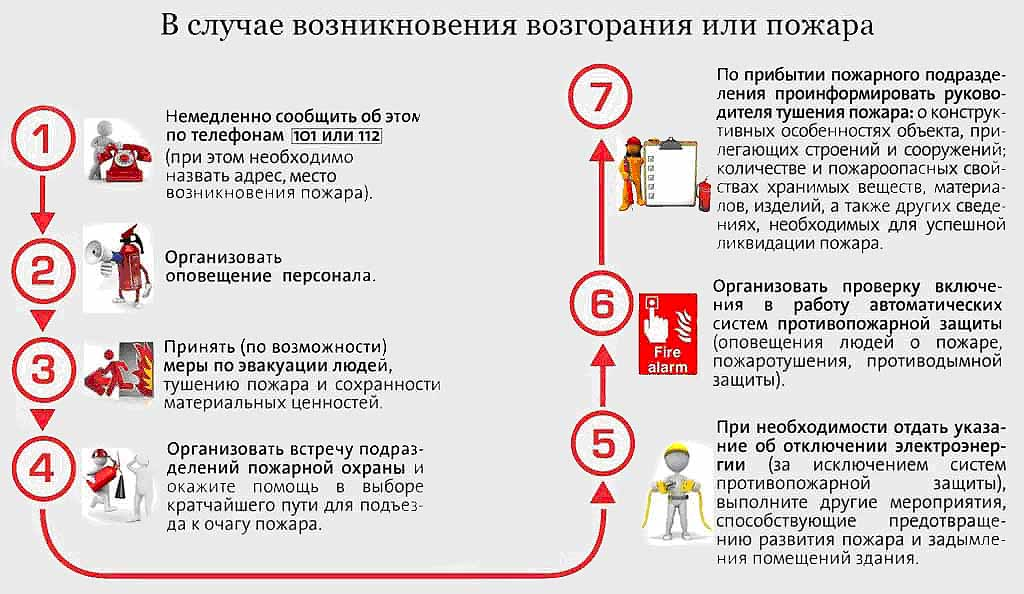 В случае возникновения возгорания или пожара
1
Немедленно сообщить об этом
по телефонам 101 или 112
(при этом необходимо
назвать адрес, место
возникновения пожара).
2
Организовать
оповещение персонала.
3
Принять (по возможности)
меры по эвакуации людей,
тушению пожара и сохранности
материальных ценностей.
4
Организовать встречу подраз-
делений пожарной охраны и
окажите помощь в выборе
кратчайшего пути для подъез-
да к очагу пожара.
5
При необходимости отдать указа-
ние об отключении электроэнер-
гии (за исключением систем
противопожарной защиты),
выполните другие мероприятия,
способствующие предотвраще-
нию развития пожара и задымле-
ния помещений здания.
6
Fire
alarm
Организовать проверку включе-
ния в работу автоматических
систем противопожарной защиты
(оповещения людей о пожаре,
пожаротушения, противодымной
защиты).
7
По прибытии пожарного подразде-
ления проинформировать руково-
дителя тушения пожара: о конструк-
тивных особенностях объекта, при-
легающих строений и сооружений;
количестве и пожароопасных свой-
ствах хранимых веществ, материа-
лов, изделий, а также других сведе-
ниях, необходимых для успешной
ликвидации пожара.